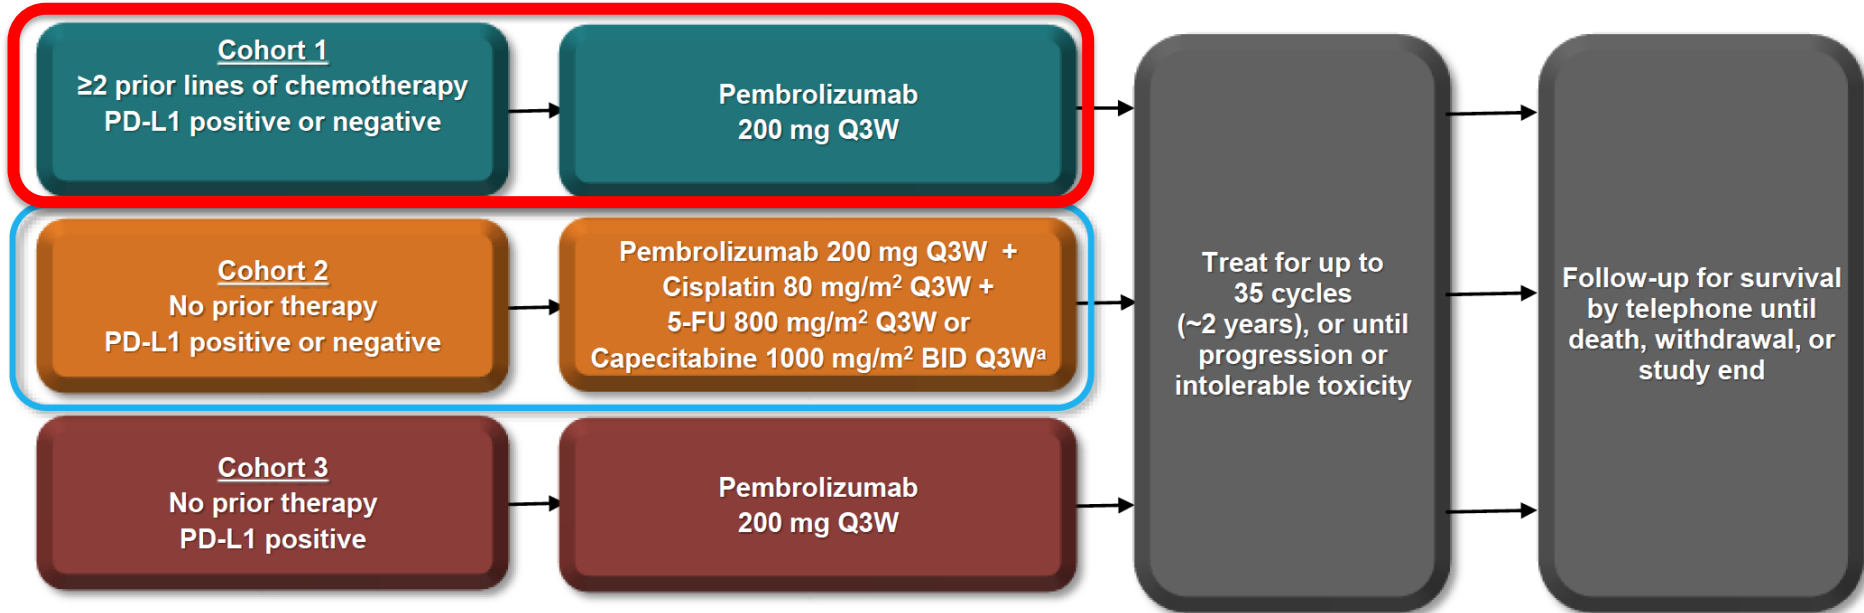 Cohort 1
≥2 prior lines of chemotherapy
PD-L1 positive or negative
Pembrolizumab
200 mg Q3W
Cohort 2
No prior therapy
PD-L1 positive or negative
Pembrolizumab 200 mg Q3W +
Cisplatin 80 mg/m² Q3W +
5-FU 800 mg/m² Q3W or
Capecitabine 1000 mg/m² BID Q3Wᵃ
Cohort 3
No prior therapy
PD-L1 positive
Pembrolizumab
200 mg Q3W
Treat for up to
35 cycles
(~2 years), or until
progression or
intolerable toxicity
Follow-up for survival
by telephone until
death, withdrawal, or
study end